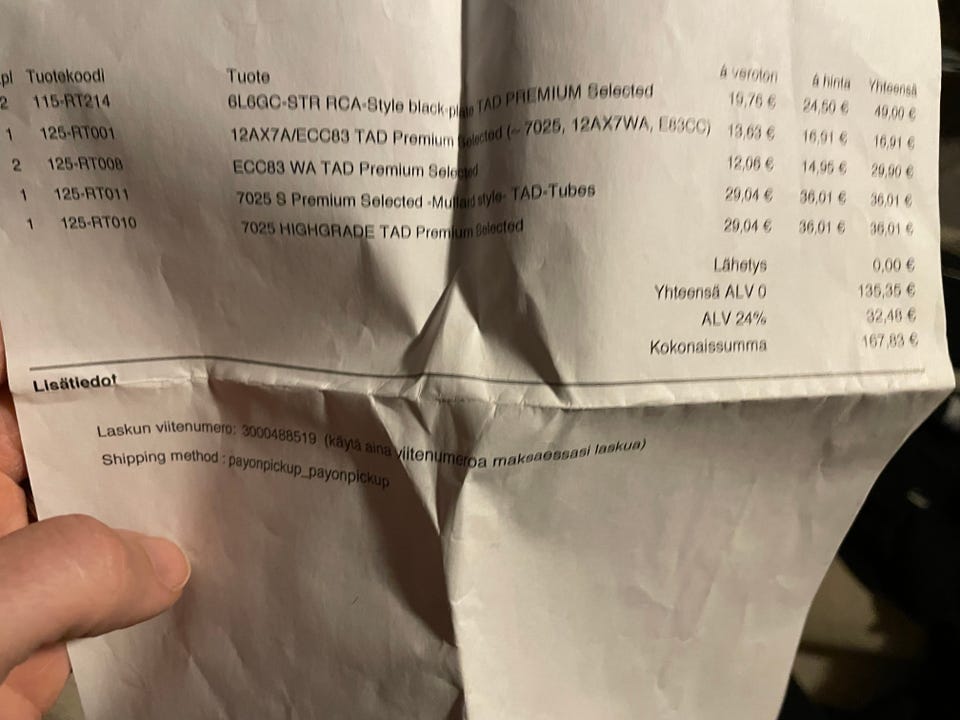 pl Tuotekoodi Tuote á veroton á hinta Yhteensä
2 115-RT214 6L6GC-STR RCA-Style black-plate TAD PREMIUM Selected 19,76 € 24,50 € 49,00 €
1 125-RT001 12AX7A/ECC83 TAD Premium Selected (~ 7025, 12AX7WA, E83CC) 13,63 € 16,91 € 16,91 €
2 125-RT008 ECC83 WA TAD Premium Selected 12,06 € 14,95 € 29,90 €
1 125-RT011 7025 S Premium Selected -Mullard style- TAD-Tubes 29,04 € 36,01 € 36,01 €
1 125-RT010 7025 HIGHGRADE TAD Premium Selected 29,04 € 36,01 € 36,01 €
Lähetys 0,00 €
Yhteensä ALV 0 135,35 €
ALV 24% 32,48 €
Kokonaissumma 167,83 €
Lisätiedot
Laskun viitenumero: 3000488519 (käytä aina viitenumeroa maksaessasi laskua)
Shipping method : payonpickup_payonpickup